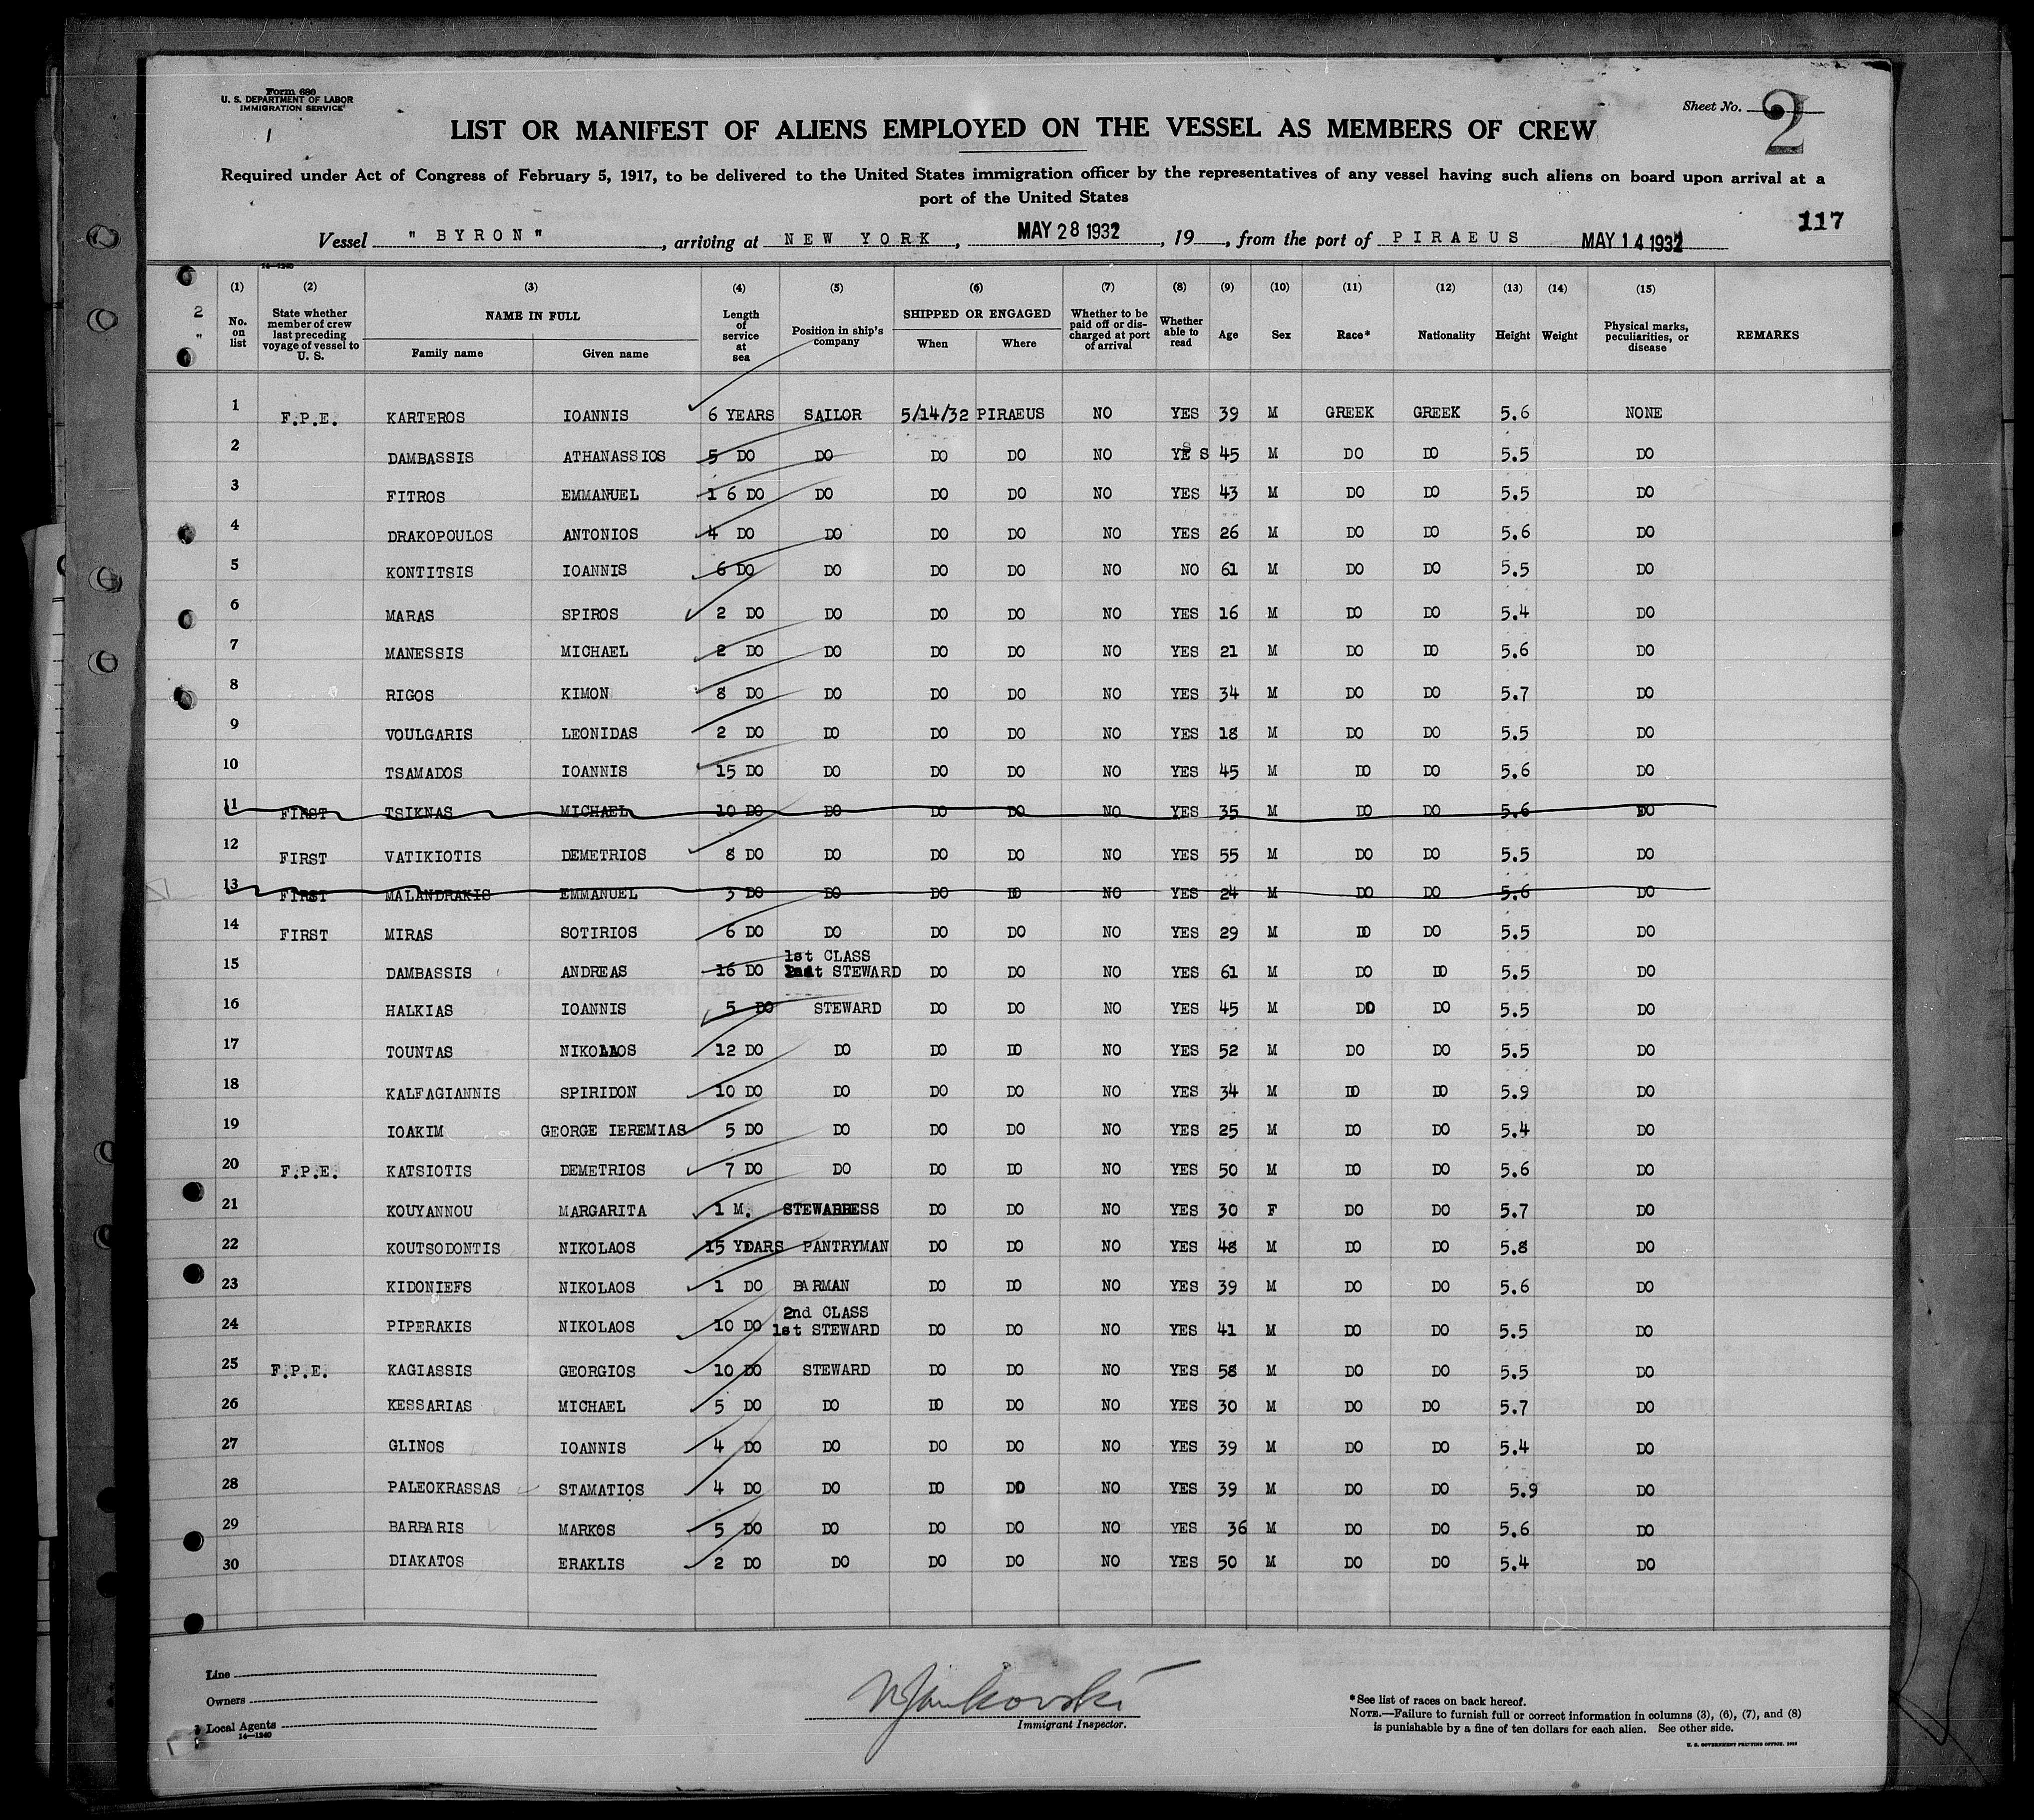 Form 680
U. S. DEPARTMENT OF LABOR
IMMIGRATION SERVICE
Sheet No. 2
LIST OR MANIFEST OF ALIENS EMPLOYED ON THE VESSEL AS MEMBERS OF CREW
Required under Act of Congress of February 5, 1917, to be delivered to the United States immigration officer by the representatives of any vessel having such aliens on board upon arrival at a
port of the United States
117
Vessel "BYRON", arriving at NEW YORK, MAY 28 1932, 19, from the port of PIRAEUS MAY 14 1932
14-1240
(1) (2) (3) (4) (5) (6) (7) (8) (9) (10) (11) (12) (13) (14) (15)
No. on list State whether member of crew last preceding voyage of vessel to U. S. NAME IN FULL Family name Given name Length of service at sea Position in ship's company SHIPPED OR ENGAGED When Where Whether to be paid off or discharged at port of arrival Whether able to read Age Sex Race* Nationality Height Weight Physical marks, peculiarities, or disease REMARKS
2 "
1 F.P.E. KARTEROS IOANNIS 6 YEARS SAILOR 5/14/32 PIRAEUS NO YES 39 M GREEK GREEK 5.6 NONE
2 DAMBASSIS ATHANASSIOS 5 DO DO DO DO NO YES 45 M DO DO 5.5 DO
3 FITROS EMMANUEL 16 DO DO DO DO NO YES 43 M DO DO 5.5 DO
4 DRAKOPOULOS ANTONIOS 4 DO DO DO DO NO YES 26 M DO DO 5.6 DO
5 KONTITSIS IOANNIS 6 DO DO DO DO NO NO 61 M DO DO 5.5 DO
6 MARAS SPIROS 2 DO DO DO DO NO YES 16 M DO DO 5.4 DO
7 MANESSIS MICHAEL 2 DO DO DO DO NO YES 21 M DO DO 5.6 DO
8 RIGOS KIMON 8 DO DO DO DO NO YES 34 M DO DO 5.7 DO
9 VOULGARIS LEONIDAS 2 DO DO DO DO NO YES 18 M DO DO 5.5 DO
10 TSAMADOS IOANNIS 15 DO DO DO DO NO YES 45 M DO DO 5.6 DO
11 FIRST TSIKNAS MICHAEL 10 DO DO DO DO NO YES 35 M DO DO 5.6 DO
12 FIRST VATIKIOTIS DEMETRIOS 8 DO DO DO DO NO YES 55 M DO DO 5.5 DO
13 FIRST MALANDRAKIS EMMANUEL 3 DO DO DO DO NO YES 24 M DO DO 5.6 DO
14 FIRST MIRAS SOTIRIOS 6 DO DO DO DO NO YES 29 M DO DO 5.5 DO
15 DAMBASSIS ANDREAS 16 DO 1st CLASS STEWARD DO DO NO YES 61 M DO DO 5.5 DO
16 HALKIAS IOANNIS 5 DO STEWARD DO DO NO YES 45 M DO DO 5.5 DO
17 TOUNTAS NIKOLAOS 12 DO DO DO DO NO YES 52 M DO DO 5.5 DO
18 KALFAGIANNIS SPIRIDON 10 DO DO DO DO NO YES 34 M DO DO 5.9 DO
19 IOAKIM GEORGE IEREMIAS 5 DO DO DO DO NO YES 25 M DO DO 5.4 DO
20 F.P.E. KATSIOTIS DEMETRIOS 7 DO DO DO DO NO YES 50 M DO DO 5.6 DO
21 KOUYANNOU MARGARITA 1 M. STEWARDESS DO DO NO YES 30 F DO DO 5.7 DO
22 KOUTSODONTIS NIKOLAOS 15 YEARS PANTRYMAN DO DO NO YES 48 M DO DO 5.8 DO
23 KIDONIEFS NIKOLAOS 1 DO BARMAN DO DO NO YES 39 M DO DO 5.6 DO
24 PIPERAKIS NIKOLAOS 10 DO 2nd CLASS 1st STEWARD DO DO NO YES 41 M DO DO 5.5 DO
25 F.P.E. KAGIASSIS GEORGIOS 10 DO STEWARD DO DO NO YES 58 M DO DO 5.5 DO
26 KESSARIAS MICHAEL 5 DO DO DO DO NO YES 30 M DO DO 5.7 DO
27 GLINOS IOANNIS 4 DO DO DO DO NO YES 39 M DO DO 5.4 DO
28 PALEOKRASSAS STAMATIOS 4 DO DO DO DO NO YES 39 M DO DO 5.9 DO
29 BARBARIS MARKOS 5 DO DO DO DO NO YES 36 M DO DO 5.6 DO
30 DIAKATOS ERAKLIS 2 DO DO DO DO NO YES 50 M DO DO 5.4 DO
Line
Owners
Local Agents
14-1240
Immigrant Inspector.
*See list of races on back hereof.
NOTE.—Failure to furnish full or correct information in columns (3), (6), (7), and (8)
is punishable by a fine of ten dollars for each alien. See other side.